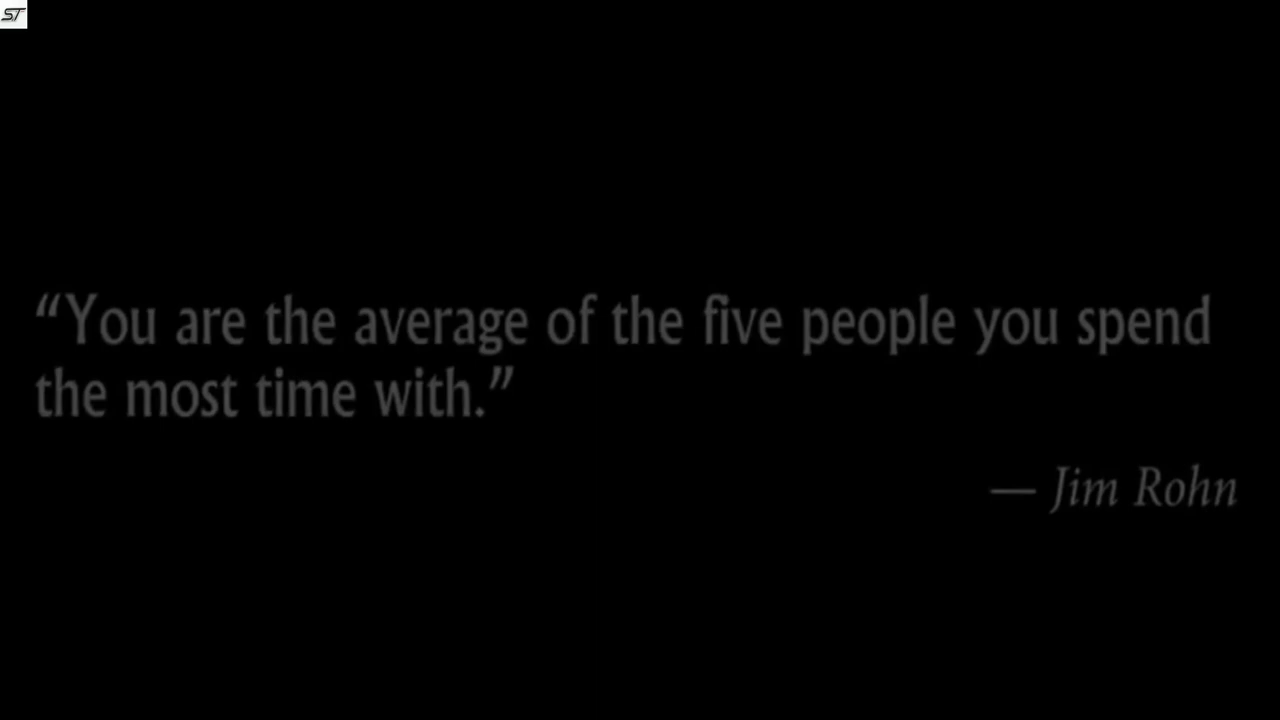 ST
“You are the average of the five people you spend
the most time with.”
— Jim Rohn